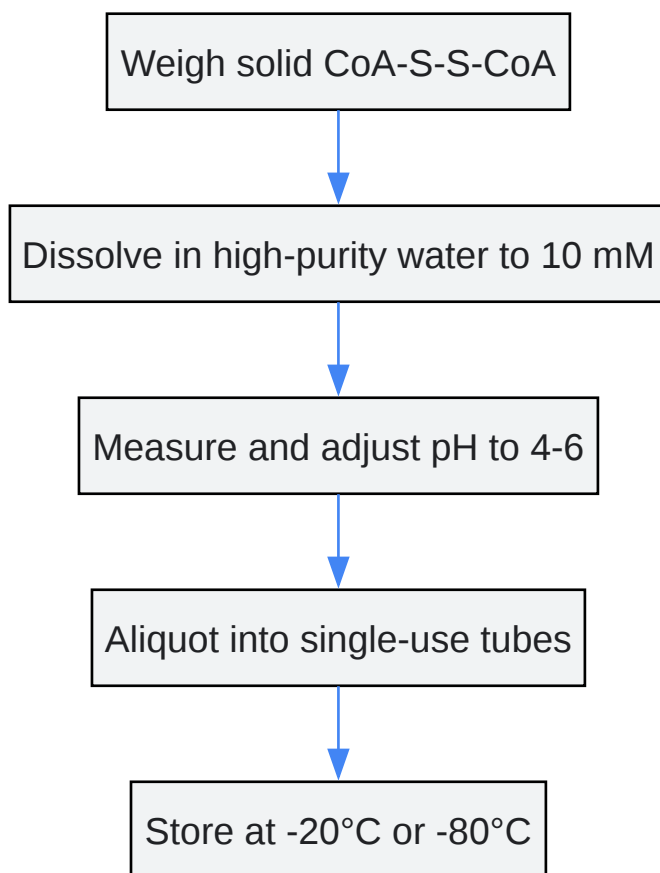 Weigh solid CoA-S-S-CoA
Dissolve in high-purity water to 10 mM
Measure and adjust pH to 4-6
Aliquot into single-use tubes
Store at -20°C or -80°C